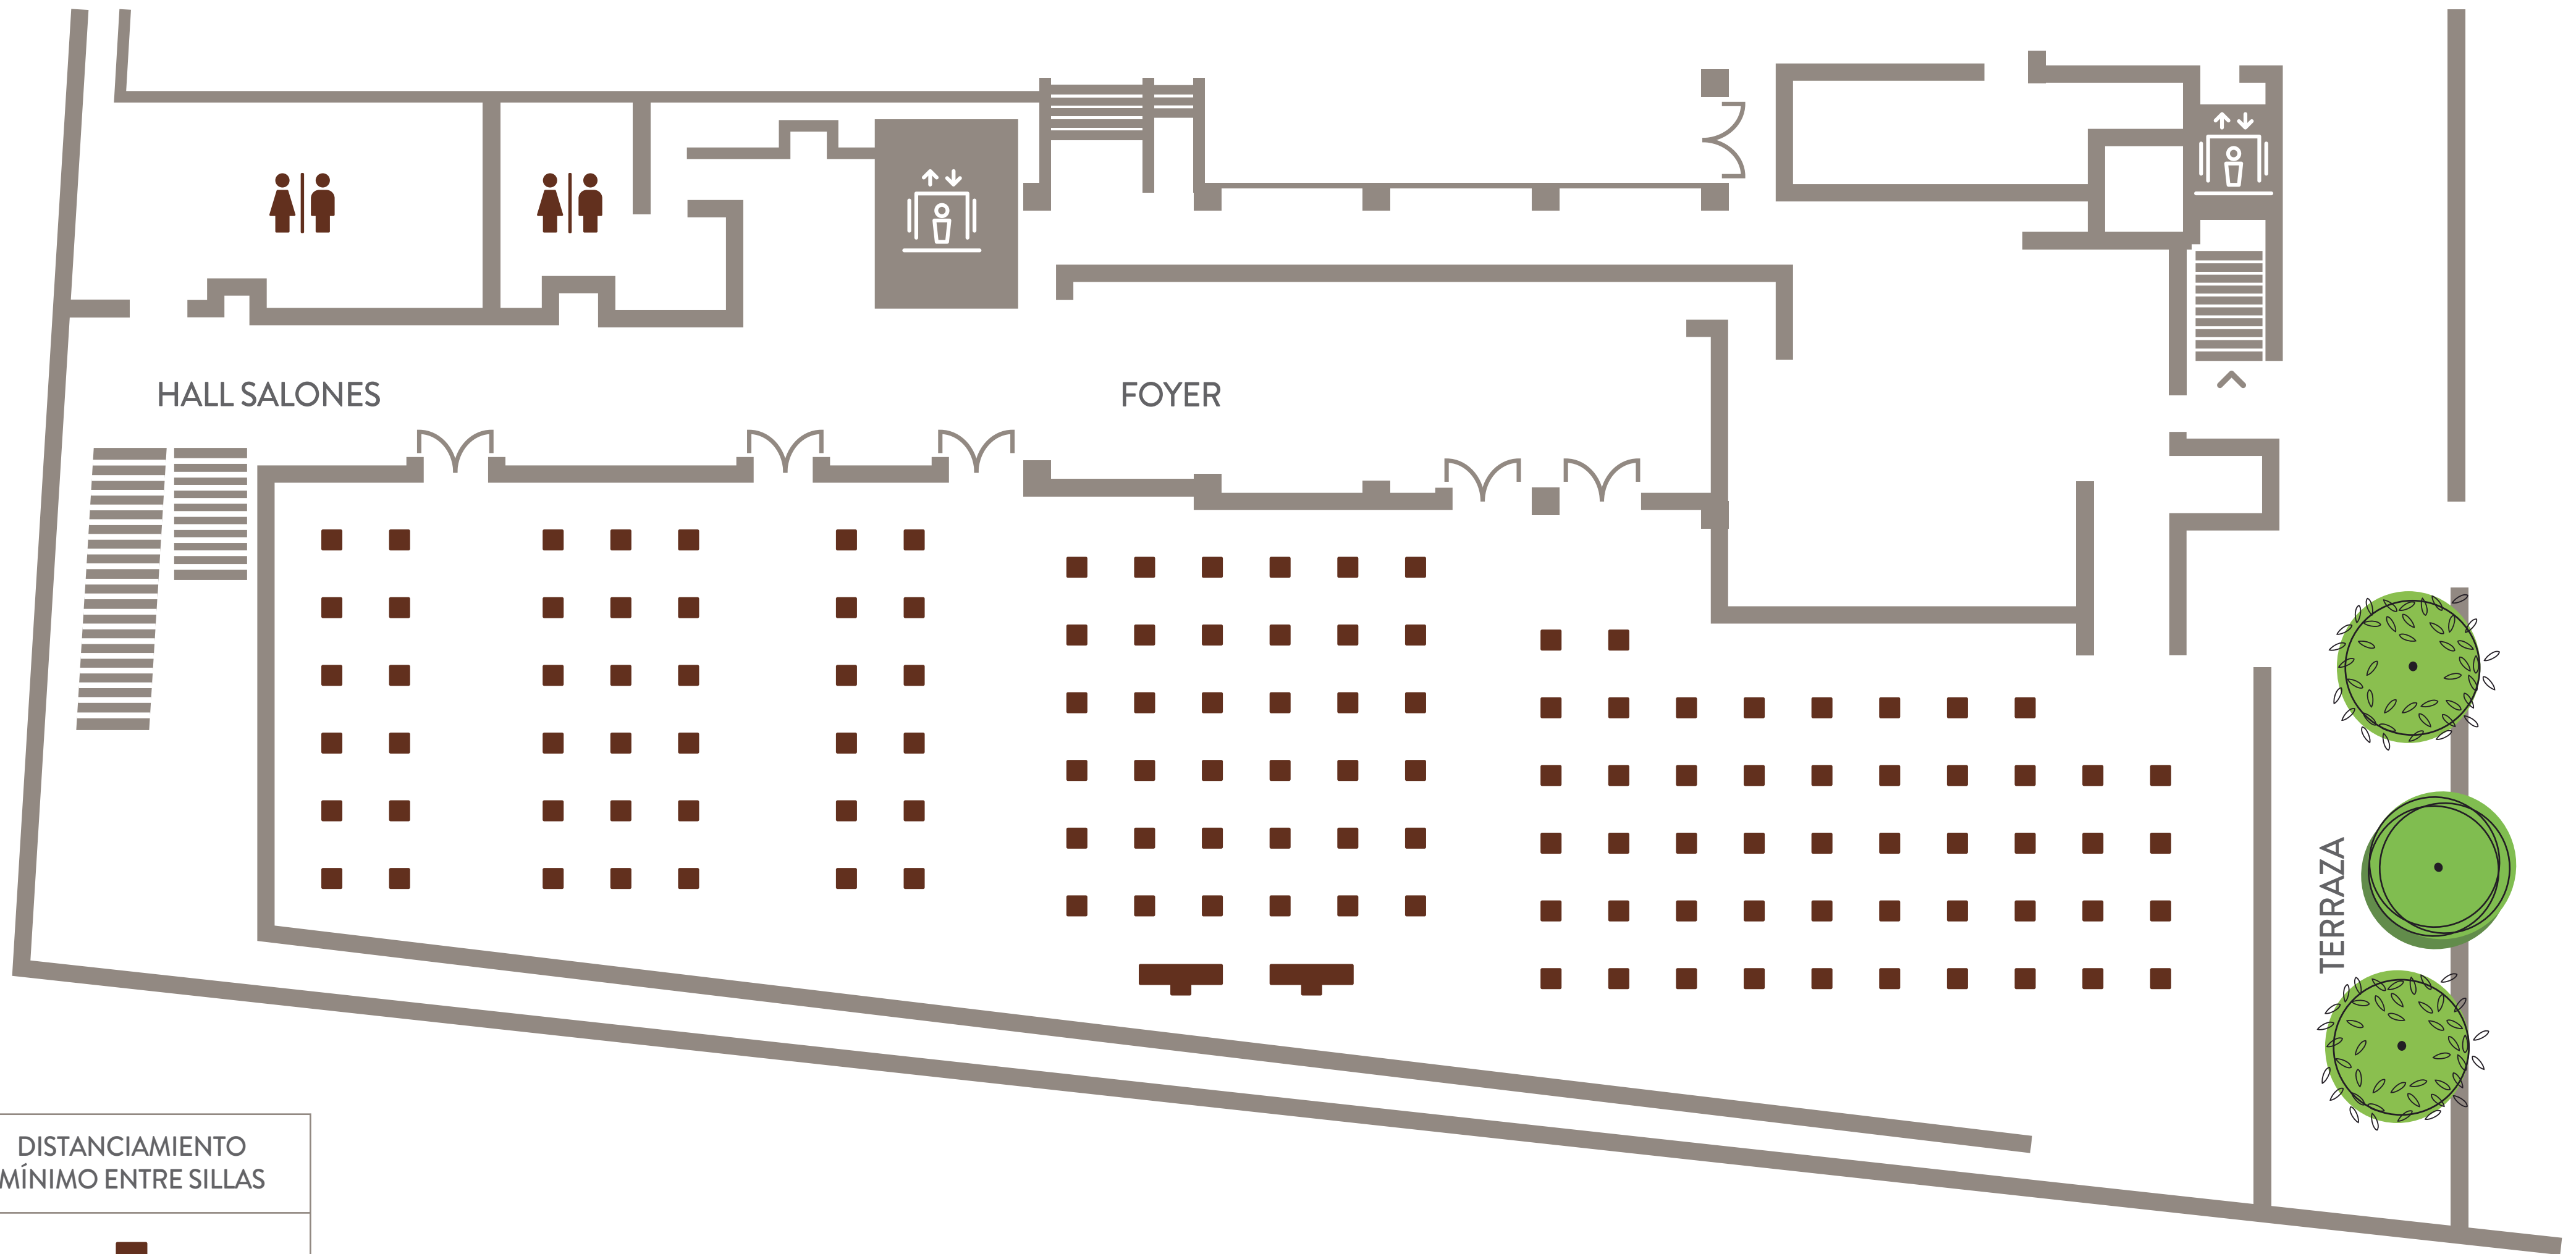 HALL SALONES
FOYER
TERRAZA
DISTANCIAMIENTO
MÍNIMO ENTRE SILLAS